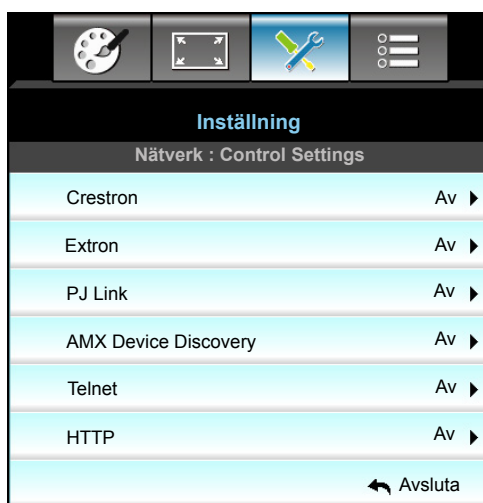 Inställning
Nätverk : Control Settings
Crestron Av
Extron Av
PJ Link Av
AMX Device Discovery Av
Telnet Av
HTTP Av
Avsluta